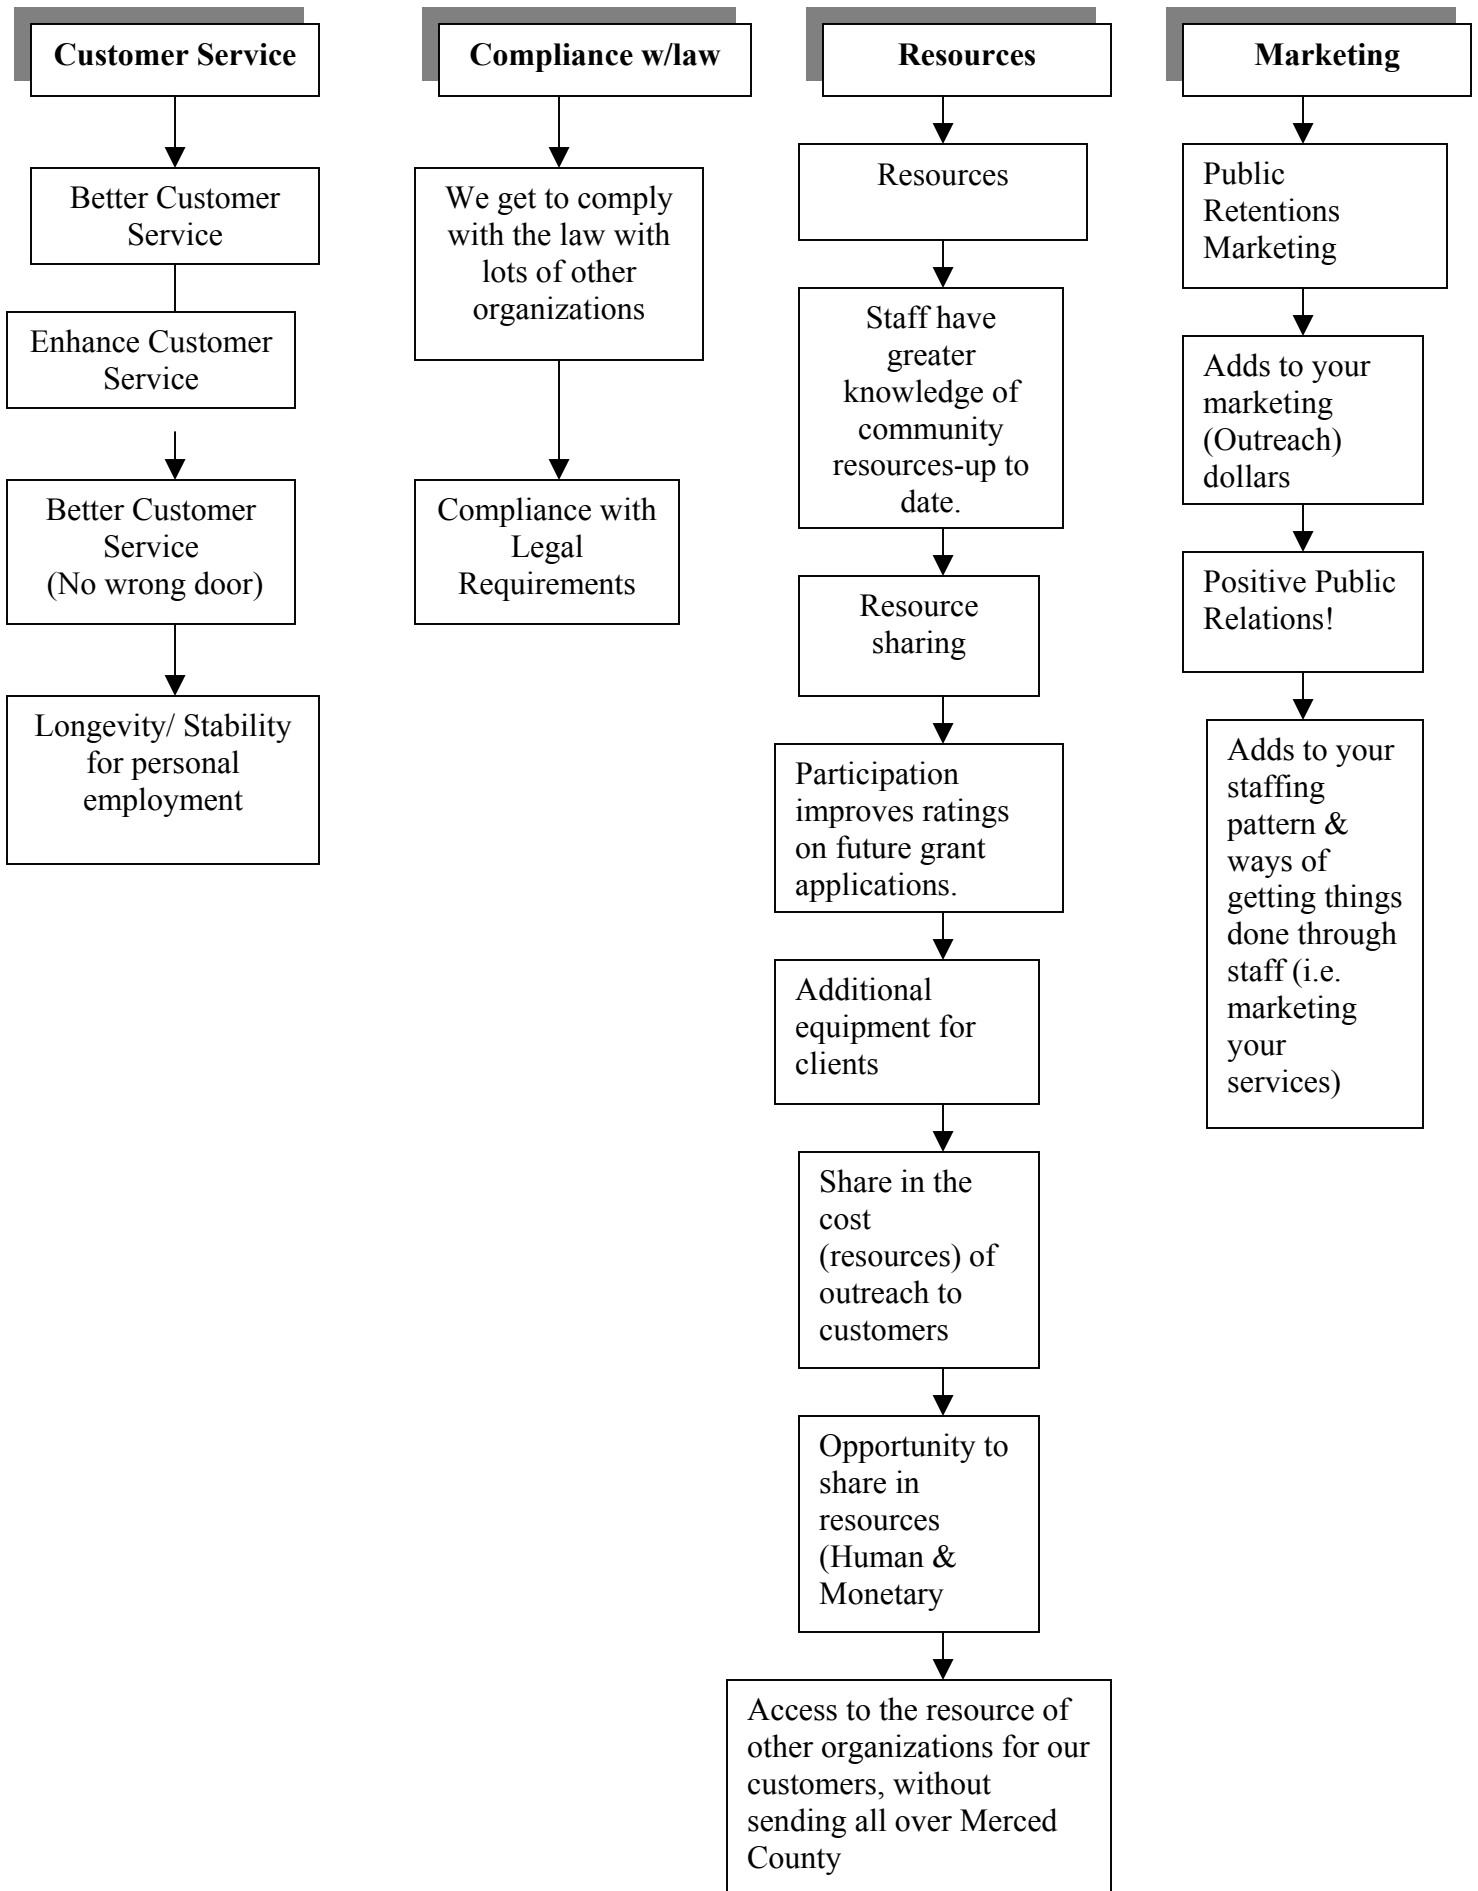 Customer Service
Better Customer
Service
Enhance Customer
Service
Better Customer
Service
(No wrong door)
Longevity/ Stability
for personal
employment
Compliance w/law
We get to comply
with the law with
lots of other
organizations
Compliance with
Legal
Requirements
Resources
Resources
Staff have
greater
knowledge of
community
resources-up to
date.
Resource
sharing
Participation
improves ratings
on future grant
applications.
Additional
equipment for
clients
Share in the
cost
(resources) of
outreach to
customers
Opportunity to
share in
resources
(Human &
Monetary
Access to the resource of
other organizations for our
customers, without
sending all over Merced
County
Marketing
Public
Retentions
Marketing
Adds to your
marketing
(Outreach)
dollars
Positive Public
Relations!
Adds to your
staffing
pattern &
ways of
getting things
done through
staff (i.e.
marketing
your
services)